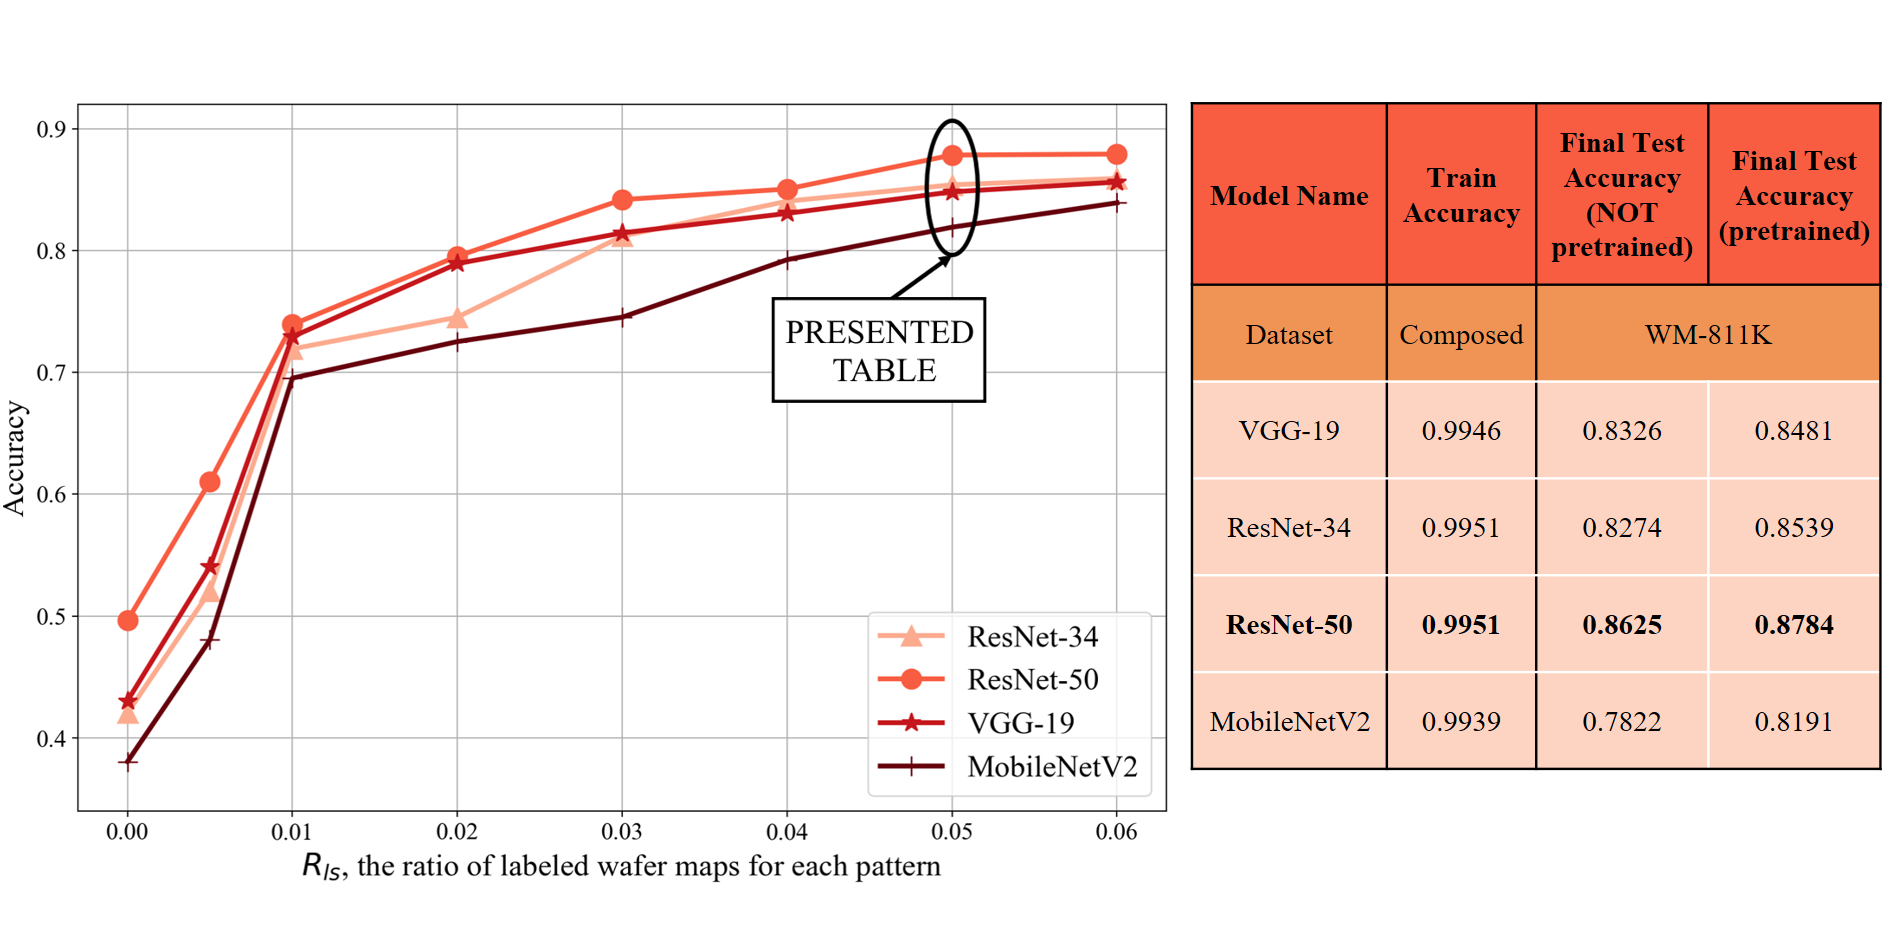 0.9
0.8
0.7
0.6
0.5
0.4
Accuracy
0.00 0.01 0.02 0.03 0.04 0.05 0.06
R_ls, the ratio of labeled wafer maps for each pattern
PRESENTED
TABLE
ResNet-34
ResNet-50
VGG-19
MobileNetV2
Model Name
Train
Accuracy
Final Test
Accuracy
(NOT
pretrained)
Final Test
Accuracy
(pretrained)
Dataset Composed WM-811K
VGG-19 0.9946 0.8326 0.8481
ResNet-34 0.9951 0.8274 0.8539
ResNet-50 0.9951 0.8625 0.8784
MobileNetV2 0.9939 0.7822 0.8191